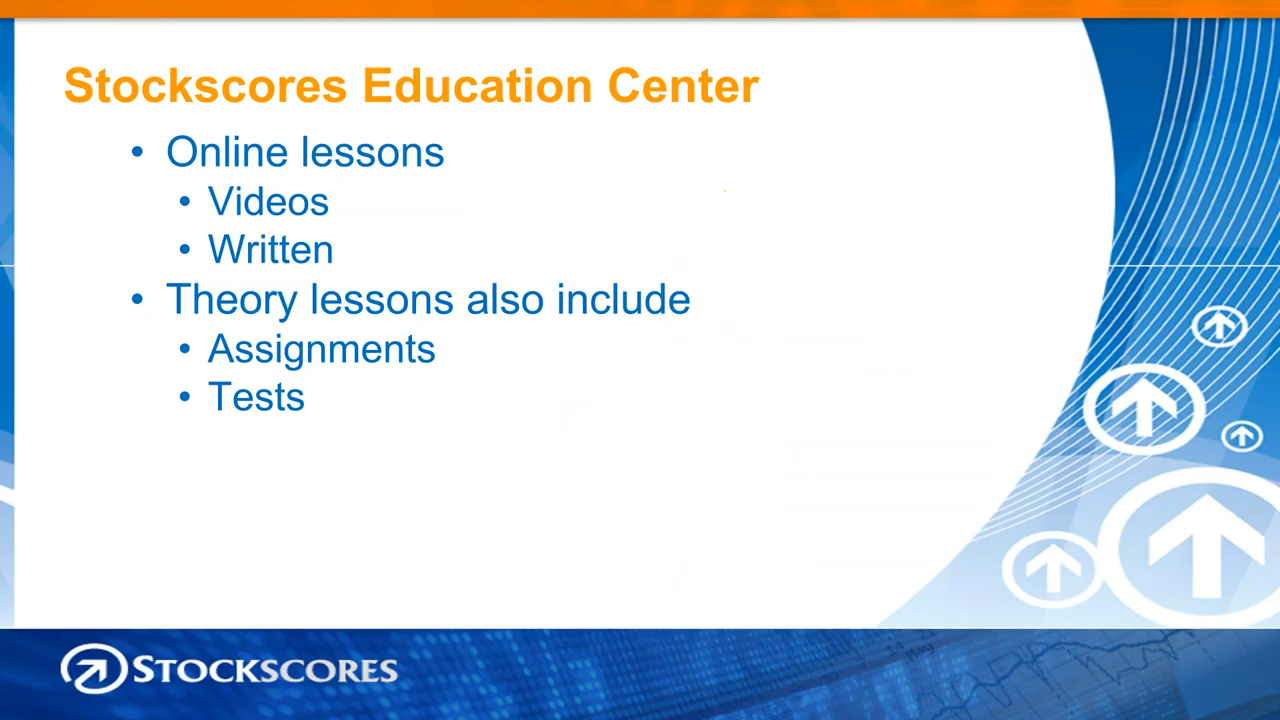 Stockscores Education Center
• Online lessons
• Videos
• Written
• Theory lessons also include
• Assignments
• Tests
STOCKSCORES